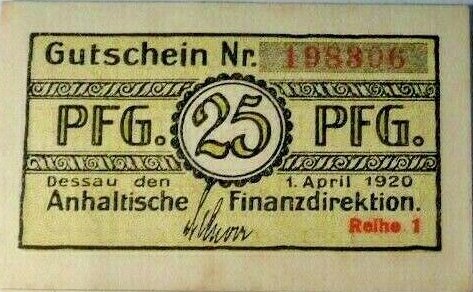 Gutschein Nr. 198306
PFG. 25 PFG.
Dessau den 1. April 1920
Anhaltische Finanzdirektion.
Reihe 1